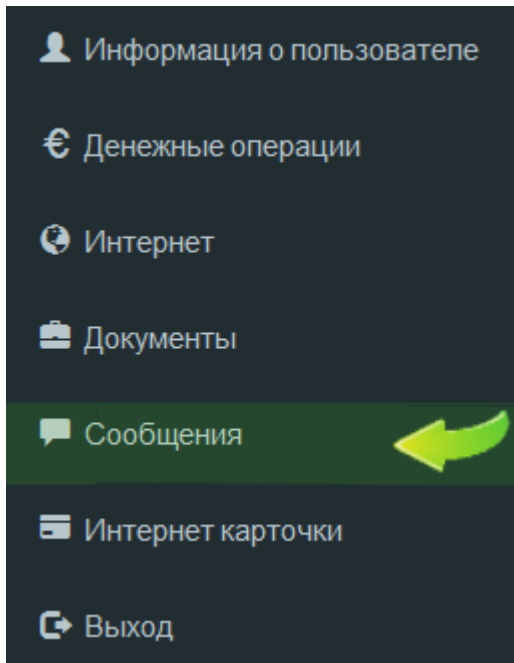 Информация о пользователе
Денежные операции
Интернет
Документы
Сообщения
Интернет карточки
Выход